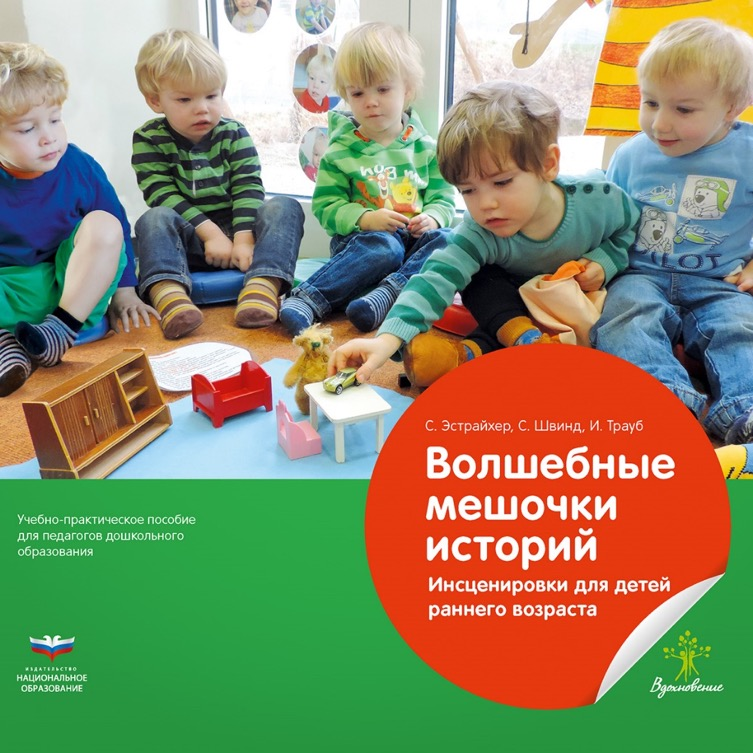 С. Эстрайхер, С. Швинд, И. Трауб
Волшебные
мешочки
историй
Инсценировки для детей
раннего возраста
Учебно-практическое пособие
для педагогов дошкольного
образования
ИЗДАТЕЛЬСТВО
НАЦИОНАЛЬНОЕ
ОБРАЗОВАНИЕ
Вдохновение
PILOT